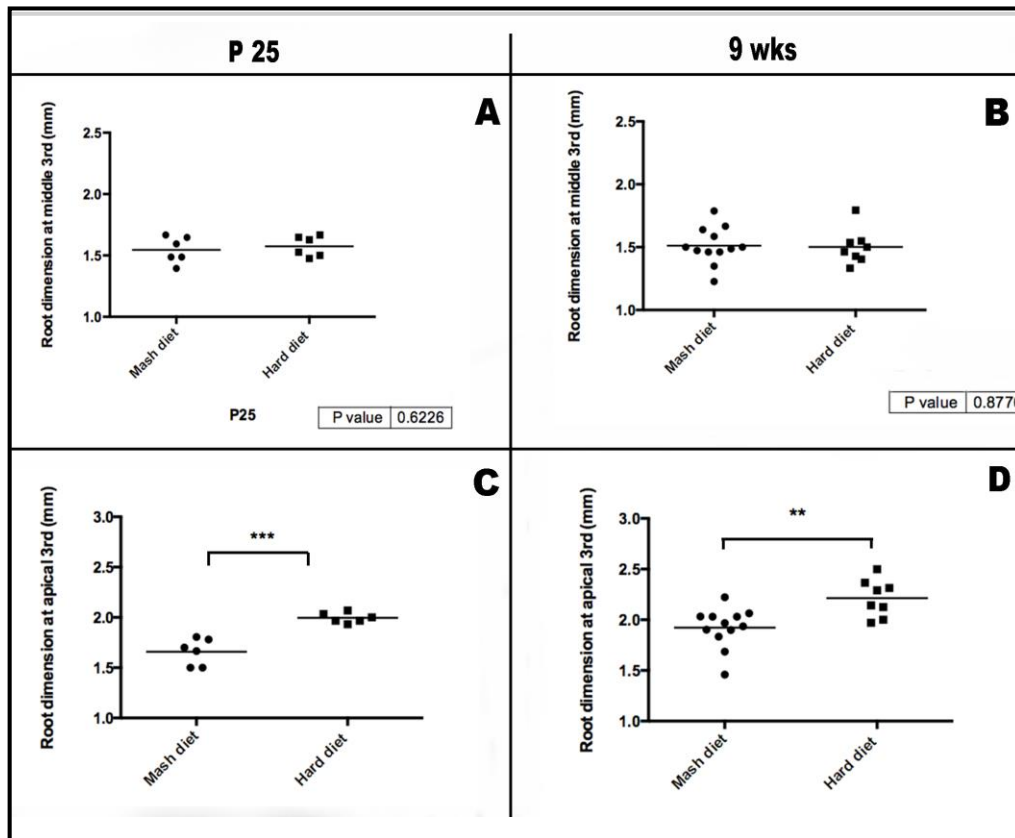 P 25
9 wks
A
Root dimension at middle 3rd (mm)
2.5
2.0
1.5
1.0
Mash diet
Hard diet
P25
P value 0.6226
B
Root dimension at middle 3rd (mm)
2.5
2.0
1.5
1.0
Mash diet
Hard diet
P value 0.8770
C
Root dimension at apical 3rd (mm)
3.0
2.5
2.0
1.5
1.0
***
Mash diet
Hard diet
D
Root dimension at apical 3rd (mm)
3.0
2.5
2.0
1.5
1.0
**
Mash diet
Hard diet